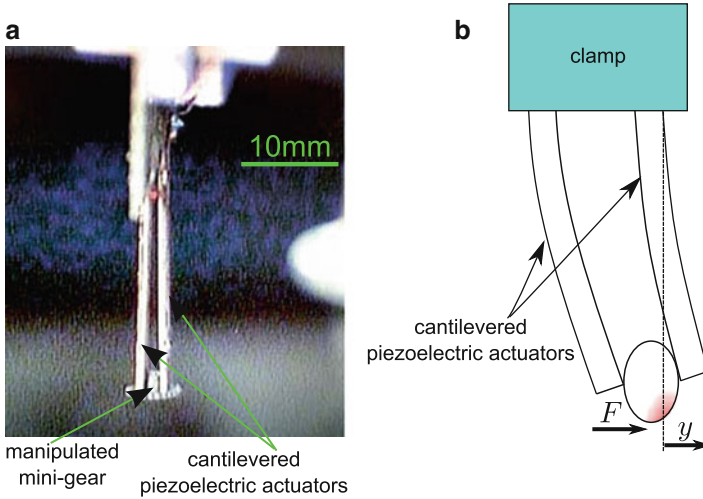 a
10mm
manipulated
mini-gear
cantilevered
piezoelectric actuators
b
clamp
cantilevered
piezoelectric actuators
F
y